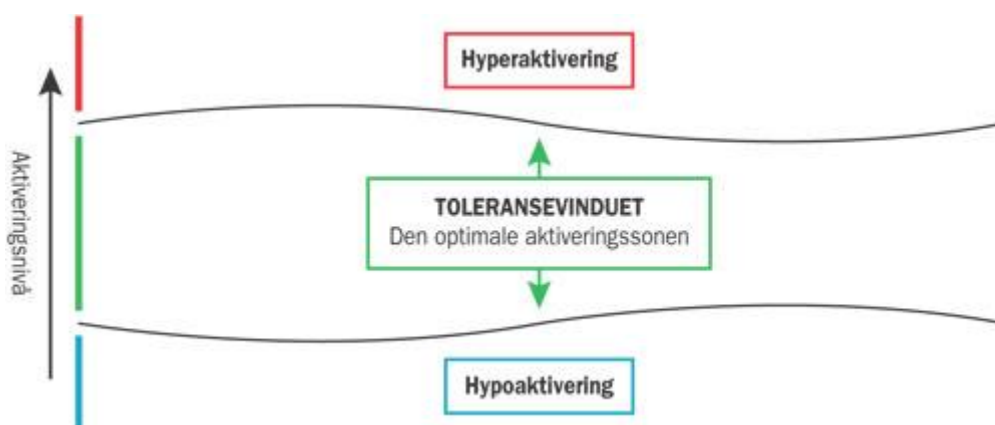 Hyperaktivering
Aktiveringsnivå
TOLERANSEVINDUET
Den optimale aktiveringssonen
Hypoaktivering